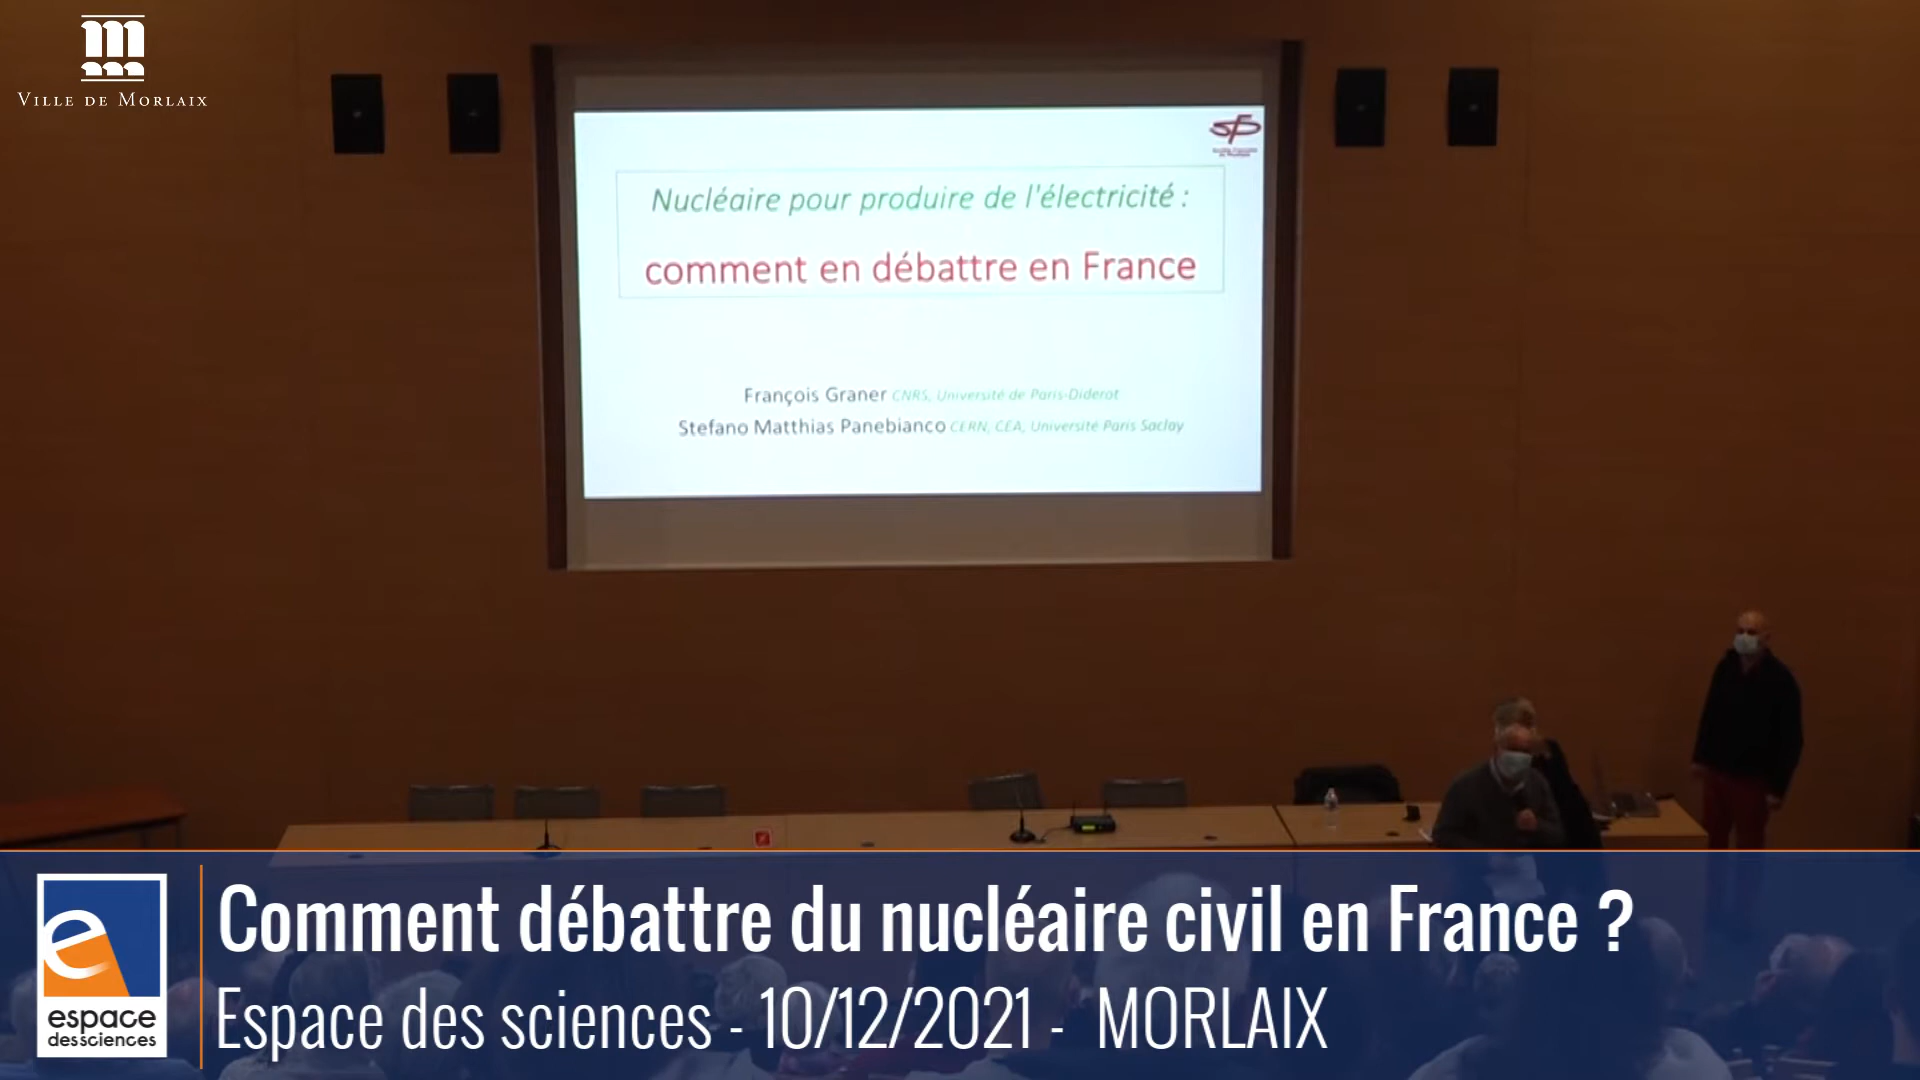 VILLE DE MORLAIX
Nucléaire pour produire de l'électricité :
comment en débattre en France
François Graner CNRS, Université de Paris-Diderot
Stefano Matthias Panebianco CERN, CEA, Université Paris Saclay
Comment débattre du nucléaire civil en France ?
Espace des sciences - 10/12/2021 - MORLAIX
espace
des sciences